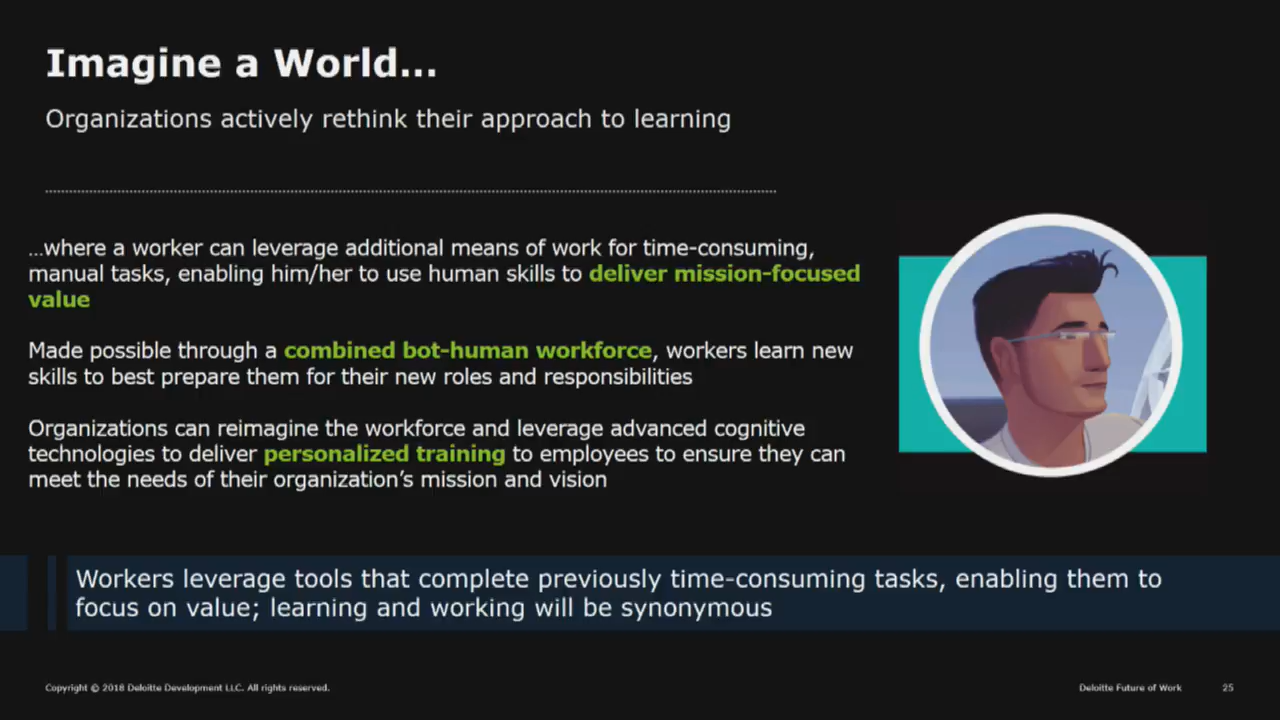 Imagine a World...
Organizations actively rethink their approach to learning
...where a worker can leverage additional means of work for time-consuming,
manual tasks, enabling him/her to use human skills to deliver mission-focused
value
Made possible through a combined bot-human workforce, workers learn new
skills to best prepare them for their new roles and responsibilities
Organizations can reimagine the workforce and leverage advanced cognitive
technologies to deliver personalized training to employees to ensure they can
meet the needs of their organization’s mission and vision
Workers leverage tools that complete previously time-consuming tasks, enabling them to
focus on value; learning and working will be synonymous
Copyright © 2018 Deloitte Development LLC. All rights reserved.
Deloitte Future of Work 25